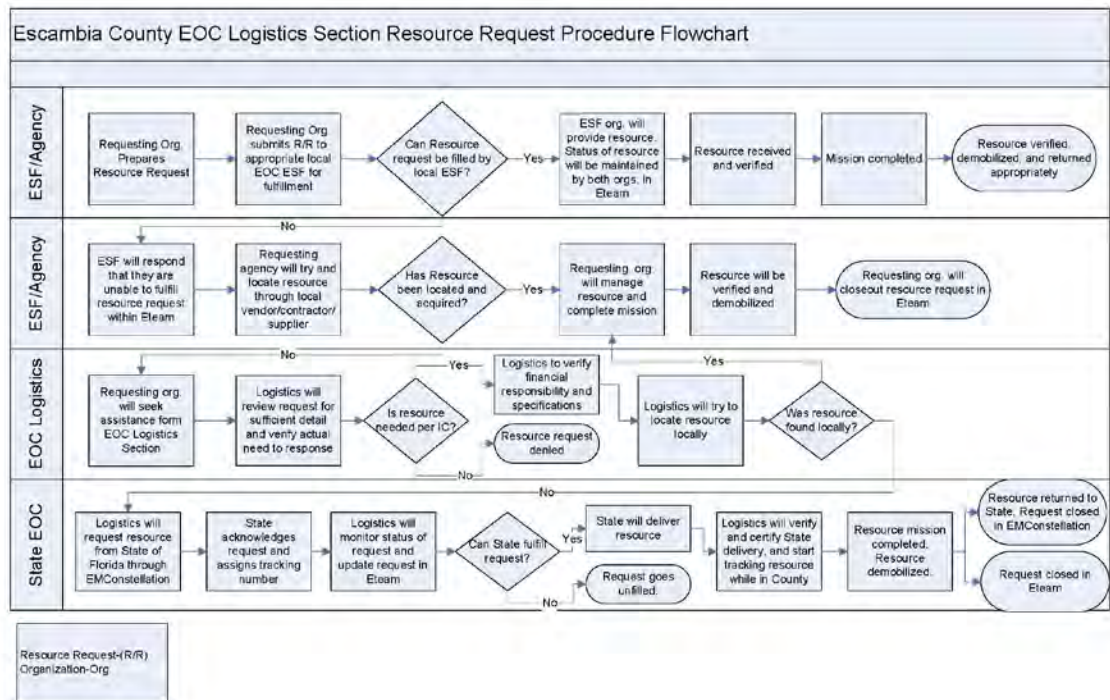 Escambia County EOC Logistics Section Resource Request Procedure Flowchart
ESF/Agency
Requesting Org.
Prepares
Resource Request
Requesting Org.
submits R/R to
appropriate local
EOC ESF for
fulfillment
Can Resource
request be filled by
local ESF?
Yes
ESF org. will
provide resource.
Status of resource
will be maintained
by both orgs. in
Eteam
Resource received
and verified
Mission completed
Resource verified,
demobilized, and returned
appropriately
No
ESF/Agency
ESF will respond
that they are
unable to fulfill
resource request
within Eteam
Requesting
agency will try and
locate resource
through local
vendor/contractor/
supplier
Has Resource
been located and
acquired?
Yes
Requesting. org.
will manage
resource and
complete mission
Resource will be
verified and
demobilized
Requesting org. will
closeout resource request in
Eteam
No
EOC Logistics
Requesting org.
will seek
assistance form
EOC Logistics
Section
Logistics will
review request for
sufficient detail
and verify actual
need to response
Is resource
needed per IC?
Yes
Logistics to verify
financial
responsibility and
specifications
No
Resource request
denied
Logistics will try to
locate resource
locally
Was resource
found locally?
Yes
No
State EOC
Logistics will
request resource
from State of
Florida through
EMConstellation
State
acknowledges
request and
assigns tracking
number
Logistics will
monitor status of
request and
update request in
Eteam
Can State fulfill
request?
Yes
State will deliver
resource
No
Request goes
unfilled.
Logistics will verify
and certify State
delivery, and start
tracking resource
while in County
Resource mission
completed.
Resource
demobilized.
Resource returned to
State, Request closed
in EMConstellation
Request closed in
Eteam
Resource Request-(R/R)
Organization-Org